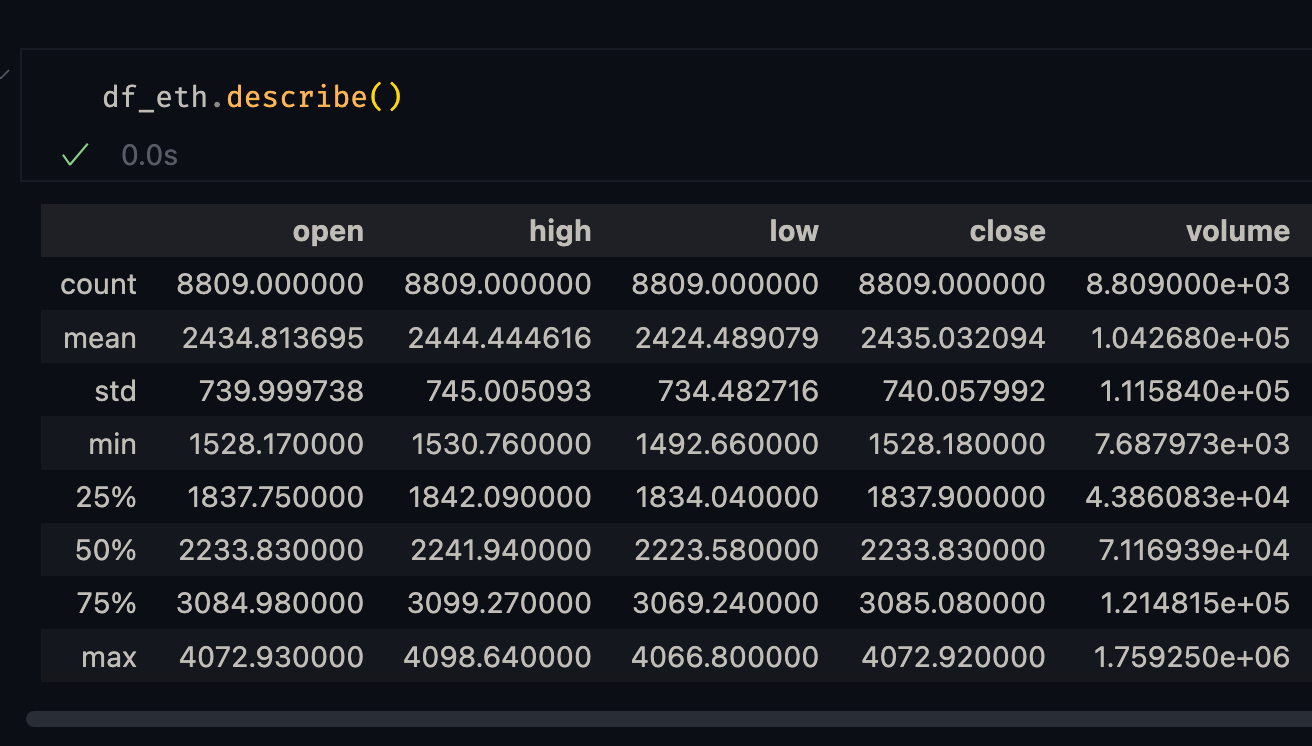 df_eth.describe()
0.0s
open high low close volume
count 8809.000000 8809.000000 8809.000000 8809.000000 8.809000e+03
mean 2434.813695 2444.444616 2424.489079 2435.032094 1.042680e+05
std 739.999738 745.005093 734.482716 740.057992 1.115840e+05
min 1528.170000 1530.760000 1492.660000 1528.180000 7.687973e+03
25% 1837.750000 1842.090000 1834.040000 1837.900000 4.386083e+04
50% 2233.830000 2241.940000 2223.580000 2233.830000 7.116939e+04
75% 3084.980000 3099.270000 3069.240000 3085.080000 1.214815e+05
max 4072.930000 4098.640000 4066.800000 4072.920000 1.759250e+06